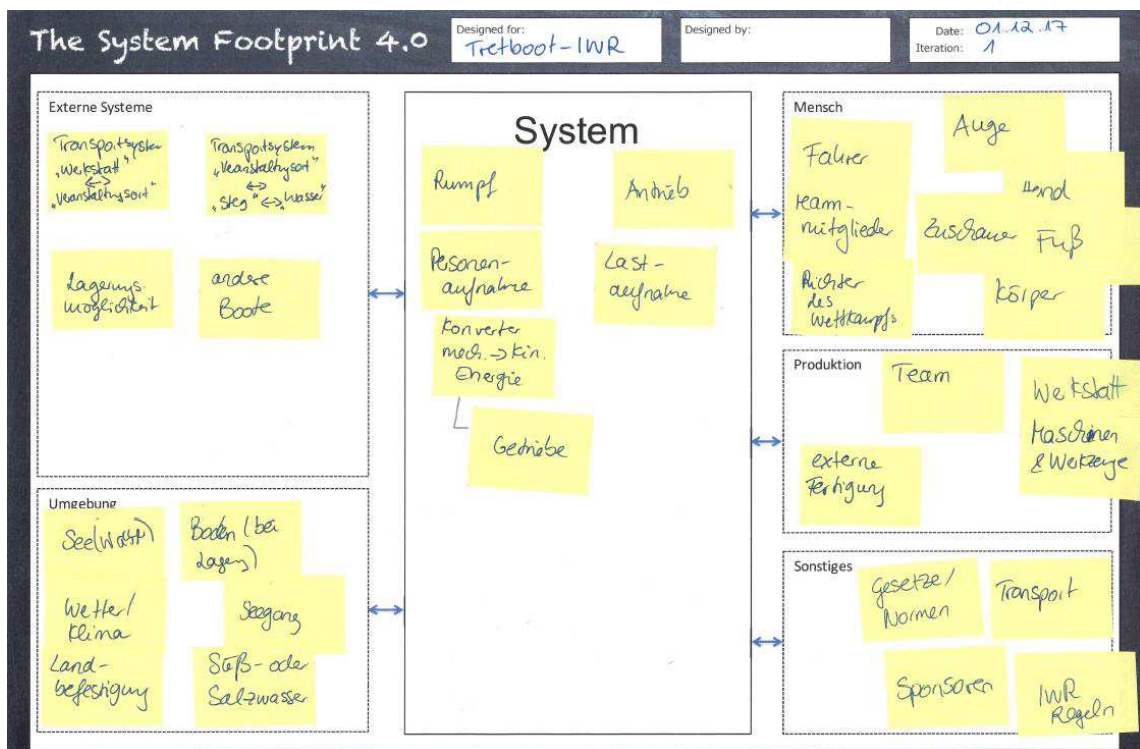 The System Footprint 4.0
Designed for:
Tretboot-IWR
Designed by:
Date: 01.12.17
Iteration: 1
Externe Systeme
Transportsystem
„Werkstatt"
<->
„Veranstaltungsort"
Transportsystem
„Veranstaltungsort"
<->
„Steg" <-> „Wasser"
Lagerungs-
möglichkeit
andere
Boote
Umgebung
See(Wasser)
Boden (bei
Lagerung)
Wetter/
Klima
Seegang
Land-
befestigung
Süß- oder
Salzwasser
System
Rumpf
Antrieb
Personen-
aufnahme
Last-
aufnahme
Konverter
mech. -> kin.
Energie
Getriebe
Mensch
Auge
Fahrer
Hand
Team-
mitglieder
Zuschauer
Fuß
Richter
des
Wettkampfs
Körper
Produktion
Team
Werkstatt
Maschinen
& Werkzeuge
externe
Fertigung
Sonstiges
Gesetze/
Normen
Transport
Sponsoren
IWR
Regeln